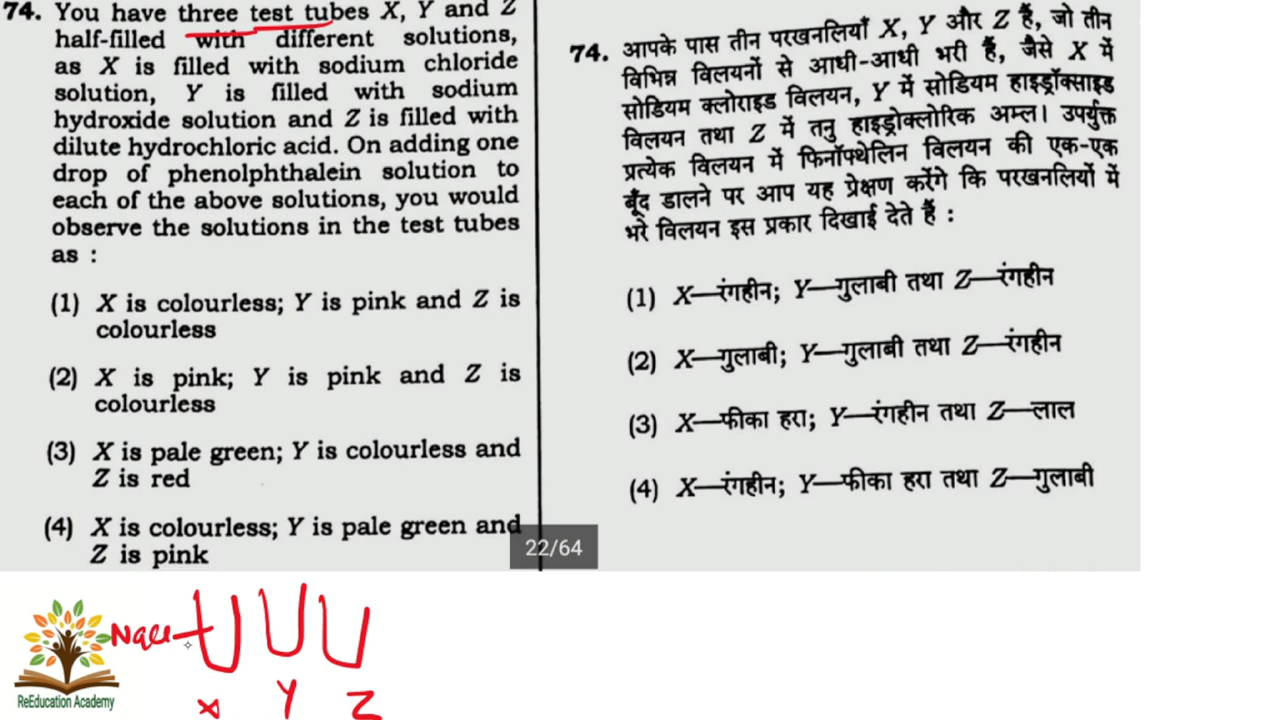 74. You have three test tubes X, Y and Z
half-filled with different solutions,
as X is filled with sodium chloride
solution, Y is filled with sodium
hydroxide solution and Z is filled with
dilute hydrochloric acid. On adding one
drop of phenolphthalein solution to
each of the above solutions, you would
observe the solutions in the test tubes
as :
(1) X is colourless; Y is pink and Z is
colourless
(2) X is pink; Y is pink and Z is
colourless
(3) X is pale green; Y is colourless and
Z is red
(4) X is colourless; Y is pale green and
Z is pink
74. आपके पास तीन परखनलियाँ X, Y और Z हैं, जो तीन
विभिन्न विलयनों से आधी-आधी भरी हैं, जैसे X में
सोडियम क्लोराइड विलयन, Y में सोडियम हाइड्रॉक्साइड
विलयन तथा Z में तनु हाइड्रोक्लोरिक अम्ल। उपर्युक्त
प्रत्येक विलयन में फिनॉफ्थेलिन विलयन की एक-एक
बूँद डालने पर आप यह प्रेक्षण करेंगे कि परखनलियों में
भरे विलयन इस प्रकार दिखाई देते हैं :
(1) X—रंगहीन; Y—गुलाबी तथा Z—रंगहीन
(2) X—गुलाबी; Y—गुलाबी तथा Z—रंगहीन
(3) X—फीका हरा; Y—रंगहीन तथा Z—लाल
(4) X—रंगहीन; Y—फीका हरा तथा Z—गुलाबी
22/64
Nacl
X Y Z
ReEducation Academy